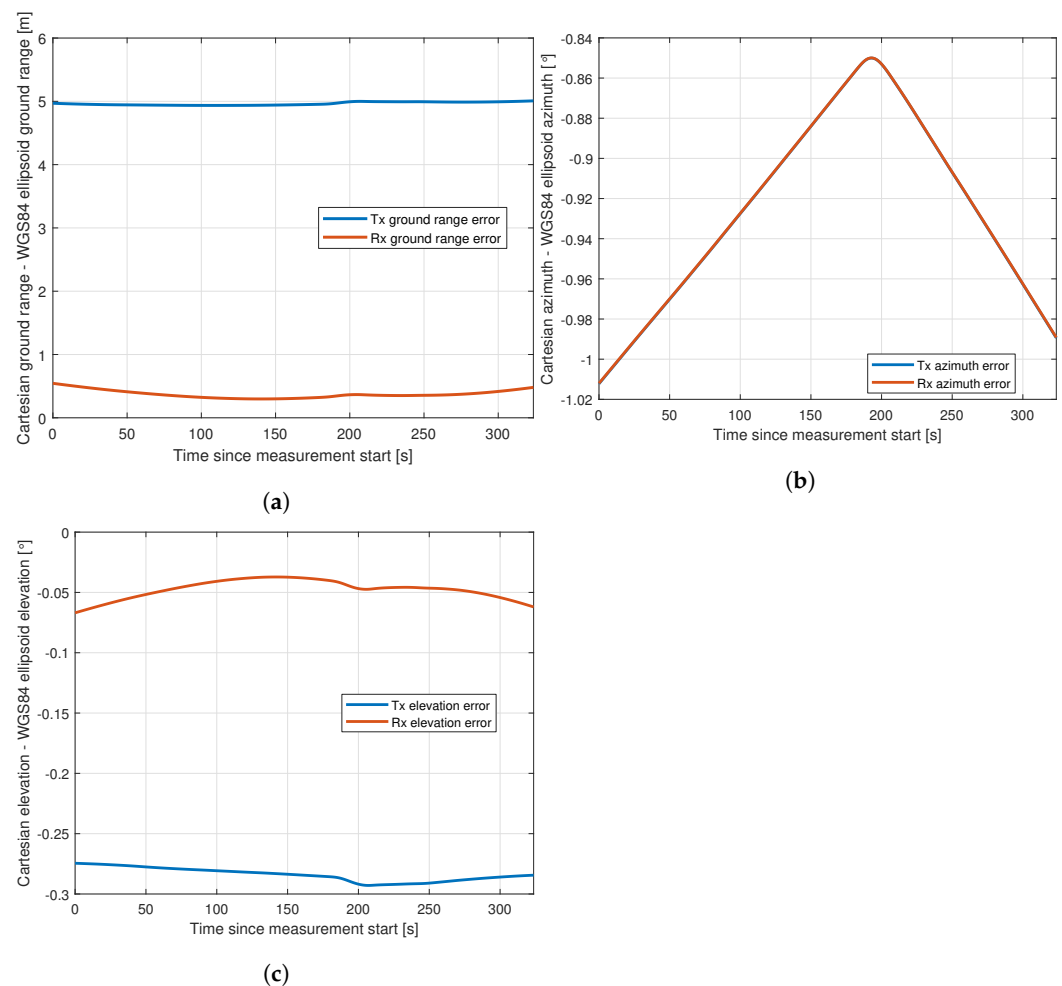 Cartesian ground range - WGS84 ellipsoid ground range [m]
6
5
4
3
2
1
0
Tx ground range error
Rx ground range error
0 50 100 150 200 250 300
Time since measurement start [s]
(a)
Cartesian azimuth - WGS84 ellipsoid azimuth [°]
-0.84
-0.86
-0.88
-0.9
-0.92
-0.94
-0.96
-0.98
-1
-1.02
Tx azimuth error
Rx azimuth error
0 50 100 150 200 250 300
Time since measurement start [s]
(b)
Cartesian elevation - WGS84 ellipsoid elevation [°]
0
-0.05
-0.1
-0.15
-0.2
-0.25
-0.3
Tx elevation error
Rx elevation error
0 50 100 150 200 250 300
Time since measurement start [s]
(c)